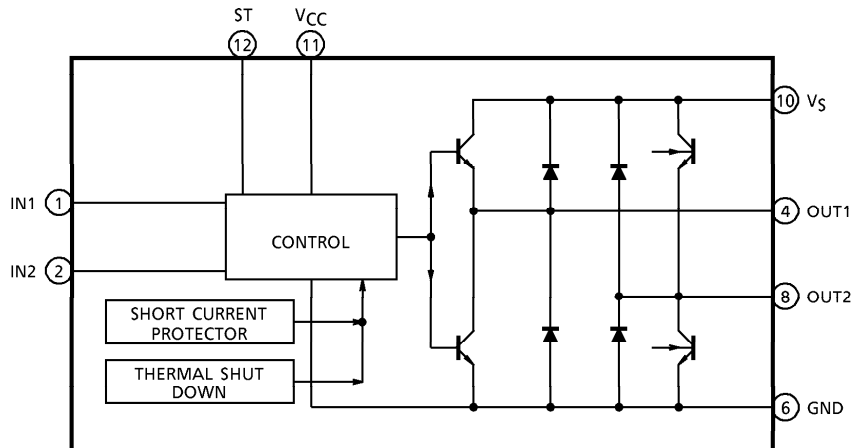 ST
VCC
12
11
10 VS
IN1 1
4 OUT1
CONTROL
IN2 2
8 OUT2
SHORT CURRENT
PROTECTOR
THERMAL SHUT
DOWN
6 GND